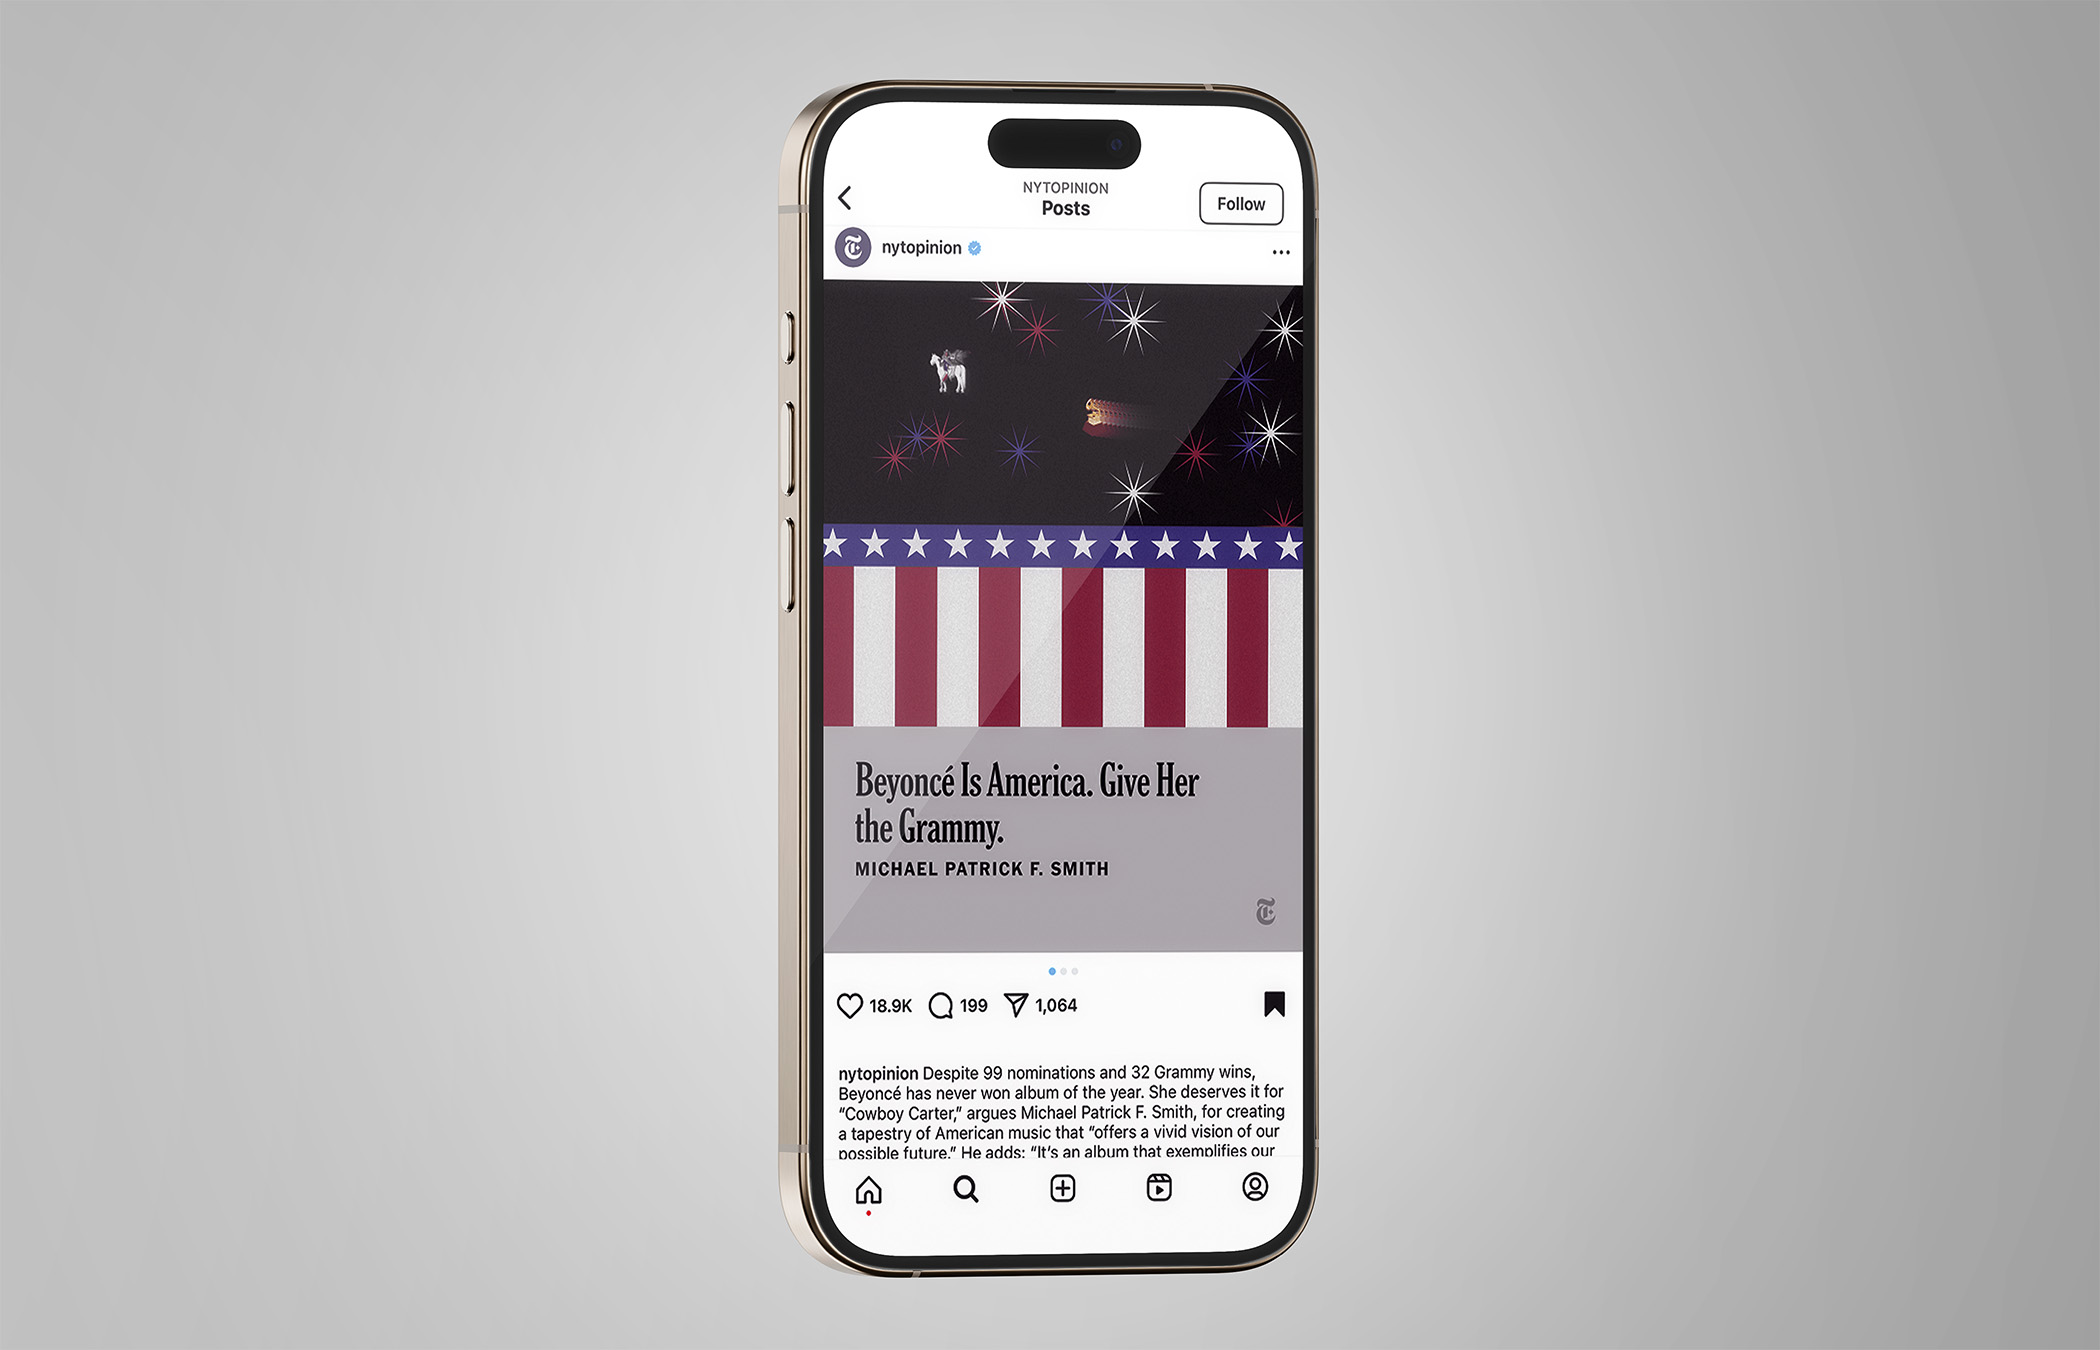 NYTOPINION
Posts
Follow
nytopinion
Beyoncé Is America. Give Her
the Grammy.
MICHAEL PATRICK F. SMITH
18.9K 199 1,064
nytopinion Despite 99 nominations and 32 Grammy wins,
Beyoncé has never won album of the year. She deserves it for
“Cowboy Carter,” argues Michael Patrick F. Smith, for creating
a tapestry of American music that “offers a vivid vision of our
possible future.” He adds: “It’s an album that exemplifies our